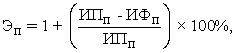 Эп = 1 + ((ИПп - ИФп) / ИПп) × 100%,